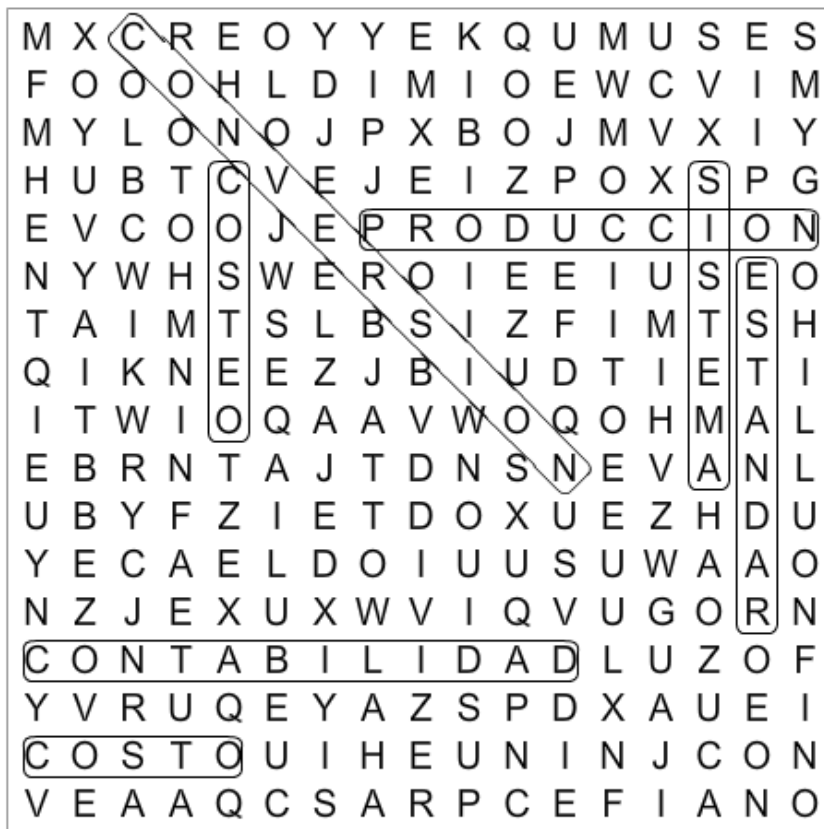 M X C R E O Y Y E K Q U M U S E S
F O O O H L D I M I O E W C V I M
M Y L O N O J P X B O J M V X I Y
H U B T C V E J E I Z P O X S P G
E V C O O J E P R O D U C C I O N
N Y W H S W E R O I E E I U S E O
T A I M T S L B S I Z F I M T S H
Q I K N E E Z J B I U D T I E T I
I T W I O Q A A V W O Q O H M A L
E B R N T A J T D N S N E V A N L
U B Y F Z I E T D O X U E Z H D U
Y E C A E L D O I U U S U W A A O
N Z J E X U X W V I Q V U G O R N
C O N T A B I L I D A D L U Z O F
Y V R U Q E Y A Z S P D X A U E I
C O S T O U I H E U N I N J C O N
V E A A Q C S A R P C E F I A N O